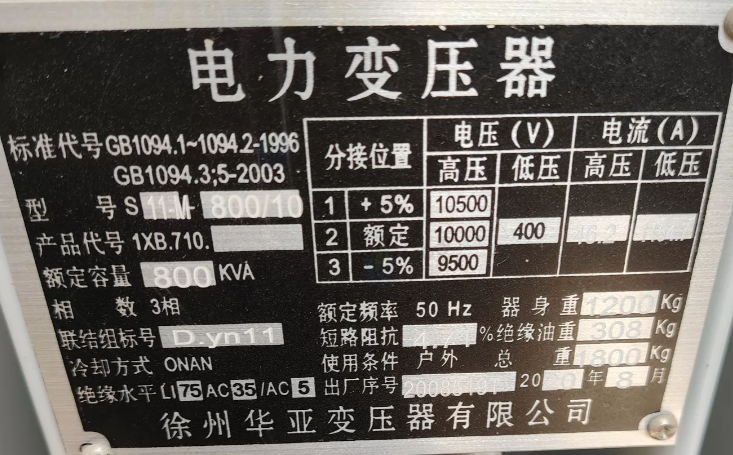 电力变压器
标准代号GB1094.1~1094.2-1996
GB1094.3;5-2003
型 号 S 11-M- 800/10
产品代号 1XB.710.
额定容量 800 KVA
相 数 3相
联结组标号 D.yn11
冷却方式 ONAN
绝缘水平 LI 75 AC 35 /AC 5
分接位置 电压(V) 电流(A)
高压 低压 高压 低压
1 +5% 10500
2 额定 10000 400
3 -5% 9500
额定频率 50 Hz 器身重 1200 Kg
短路阻抗 % 绝缘油重 308 Kg
使用条件 户外 总重 1800 Kg
出厂序号 年 8 月
徐州华亚变压器有限公司